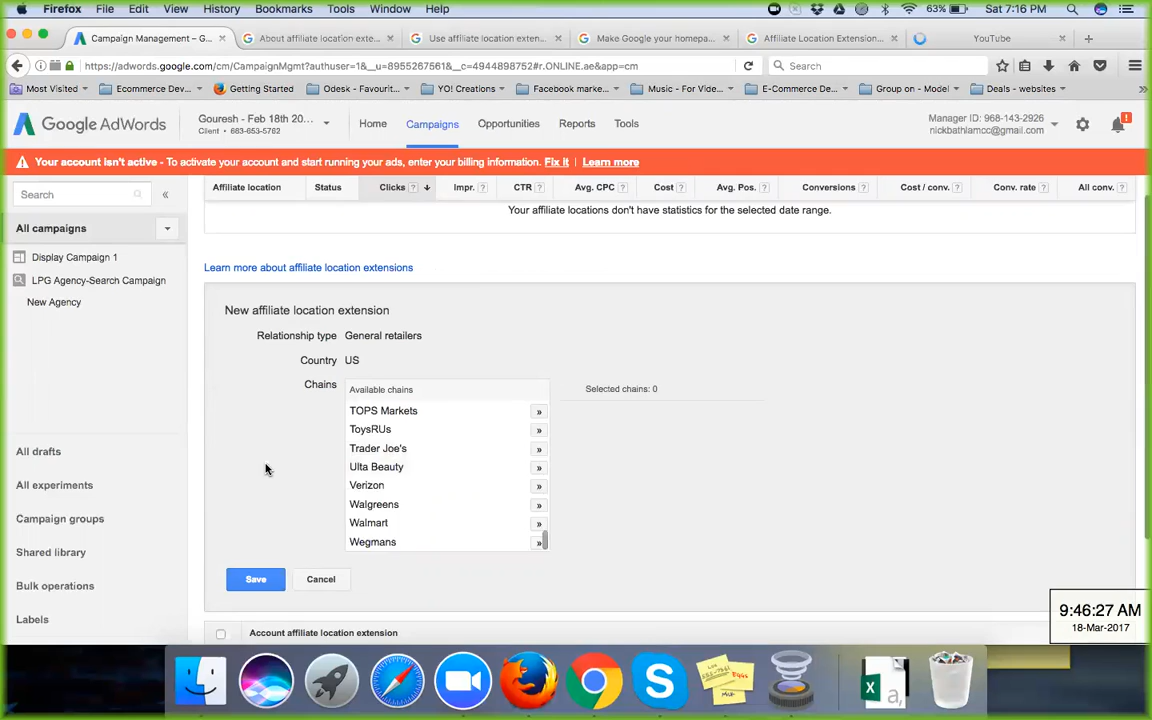 Firefox File Edit View History Bookmarks Tools Window Help 63% Sat 7:16 PM
Campaign Management – G... About affiliate location exte... Use affiliate location exten... Make Google your homepa... Affiliate Location Extension... YouTube
https://adwords.google.com/cm/CampaignMgmt?authuser=1&__u=8955267561&__c=4944898752#r.ONLINE.ae&app=cm Search
Most Visited Ecommerce Dev... Getting Started Odesk - Favourit... YO! Creations Facebook marke... Music - For Vide... E-Commerce De... Group on - Model Deals - websites
Google AdWords Gouresh - Feb 18th 20... Client - 683-653-5762 Home Campaigns Opportunities Reports Tools Manager ID: 968-143-2926 nickbathlamcc@gmail.com
Your account isn't active - To activate your account and start running your ads, enter your billing information. Fix it Learn more
Search «
Affiliate location Status Clicks ? Impr. ? CTR ? Avg. CPC ? Cost ? Avg. Pos. ? Conversions ? Cost / conv. ? Conv. rate ? All conv. ?
Your affiliate locations don't have statistics for the selected date range.
All campaigns
Display Campaign 1
LPG Agency-Search Campaign
New Agency
All drafts
All experiments
Campaign groups
Shared library
Bulk operations
Labels
Learn more about affiliate location extensions
New affiliate location extension
Relationship type General retailers
Country US
Chains Available chains Selected chains: 0
TOPS Markets »
ToysRUs »
Trader Joe's »
Ulta Beauty »
Verizon »
Walgreens »
Walmart »
Wegmans »
Save Cancel
Account affiliate location extension
9:46:27 AM
18-Mar-2017